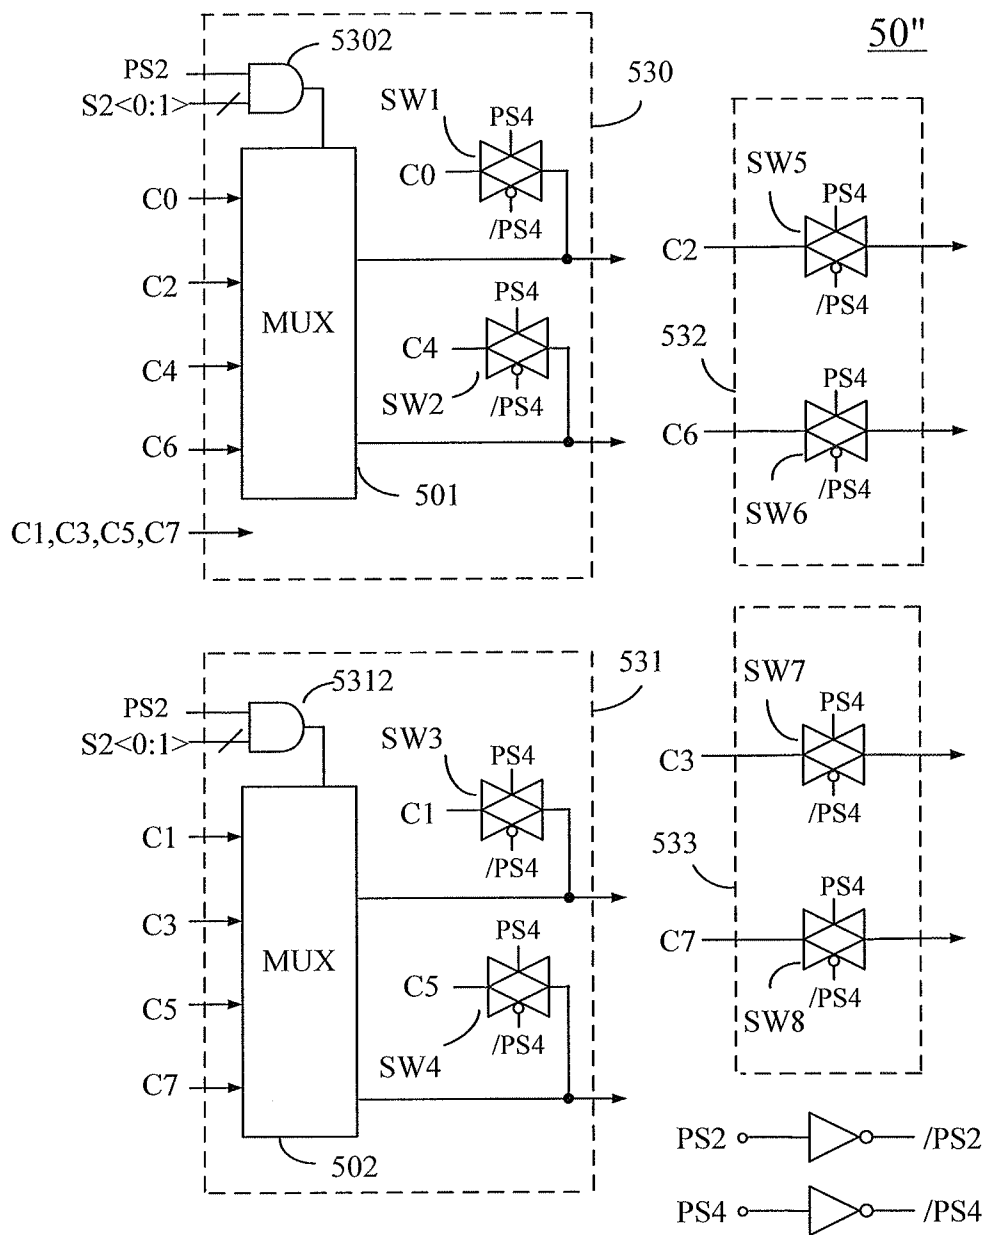 50"
5302
PS2
S2<0:1>
530
SW1
PS4
C0
/PS4
C0
C2
C4
C6
MUX
PS4
C4
SW2
/PS4
501
C1,C3,C5,C7
SW5
PS4
C2
/PS4
532
PS4
C6
/PS4
SW6
5312
PS2
S2<0:1>
531
SW3
PS4
C1
/PS4
C1
C3
C5
C7
MUX
PS4
C5
/PS4
SW4
502
SW7
PS4
C3
/PS4
533
PS4
C7
/PS4
SW8
PS2 /PS2
PS4 /PS4